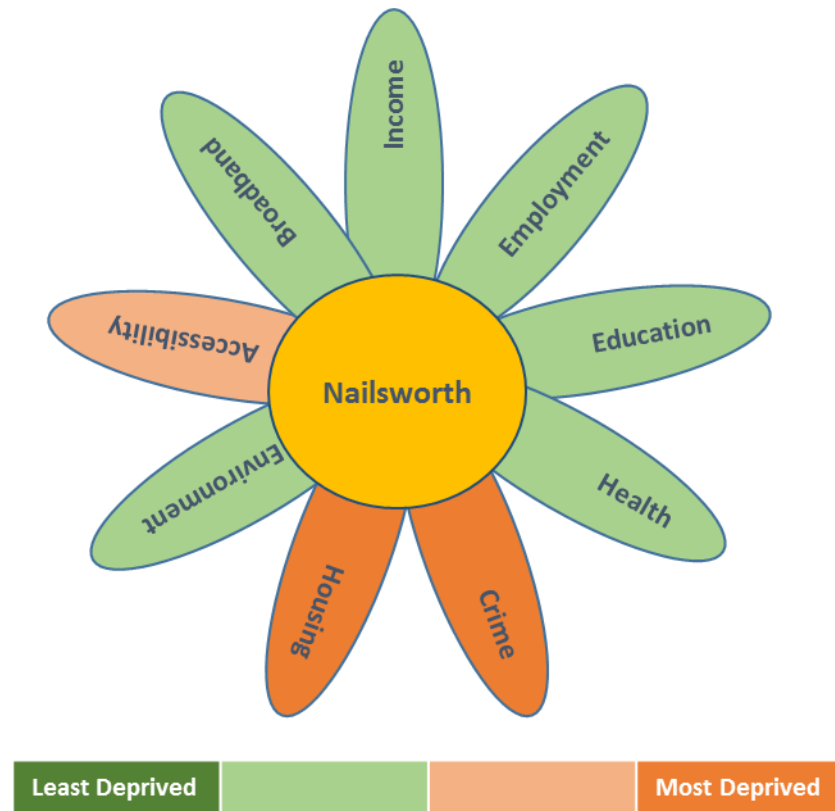 Income
Employment
Education
Health
Crime
Housing
Environment
Accessibility
Broadband
Nailsworth
Least Deprived
Most Deprived